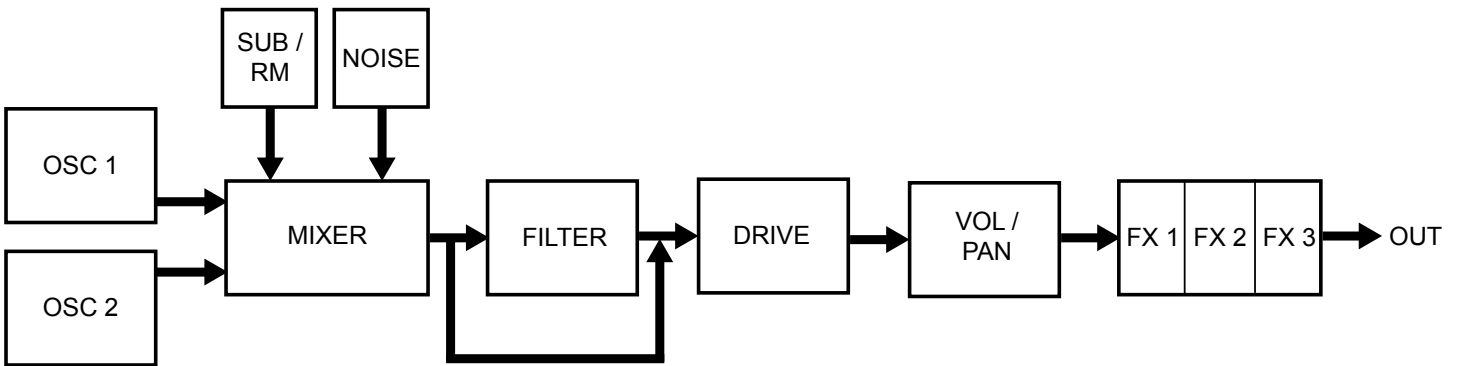 SUB /
RM
NOISE
OSC 1
OSC 2
MIXER
FILTER
DRIVE
VOL /
PAN
FX 1
FX 2
FX 3
OUT